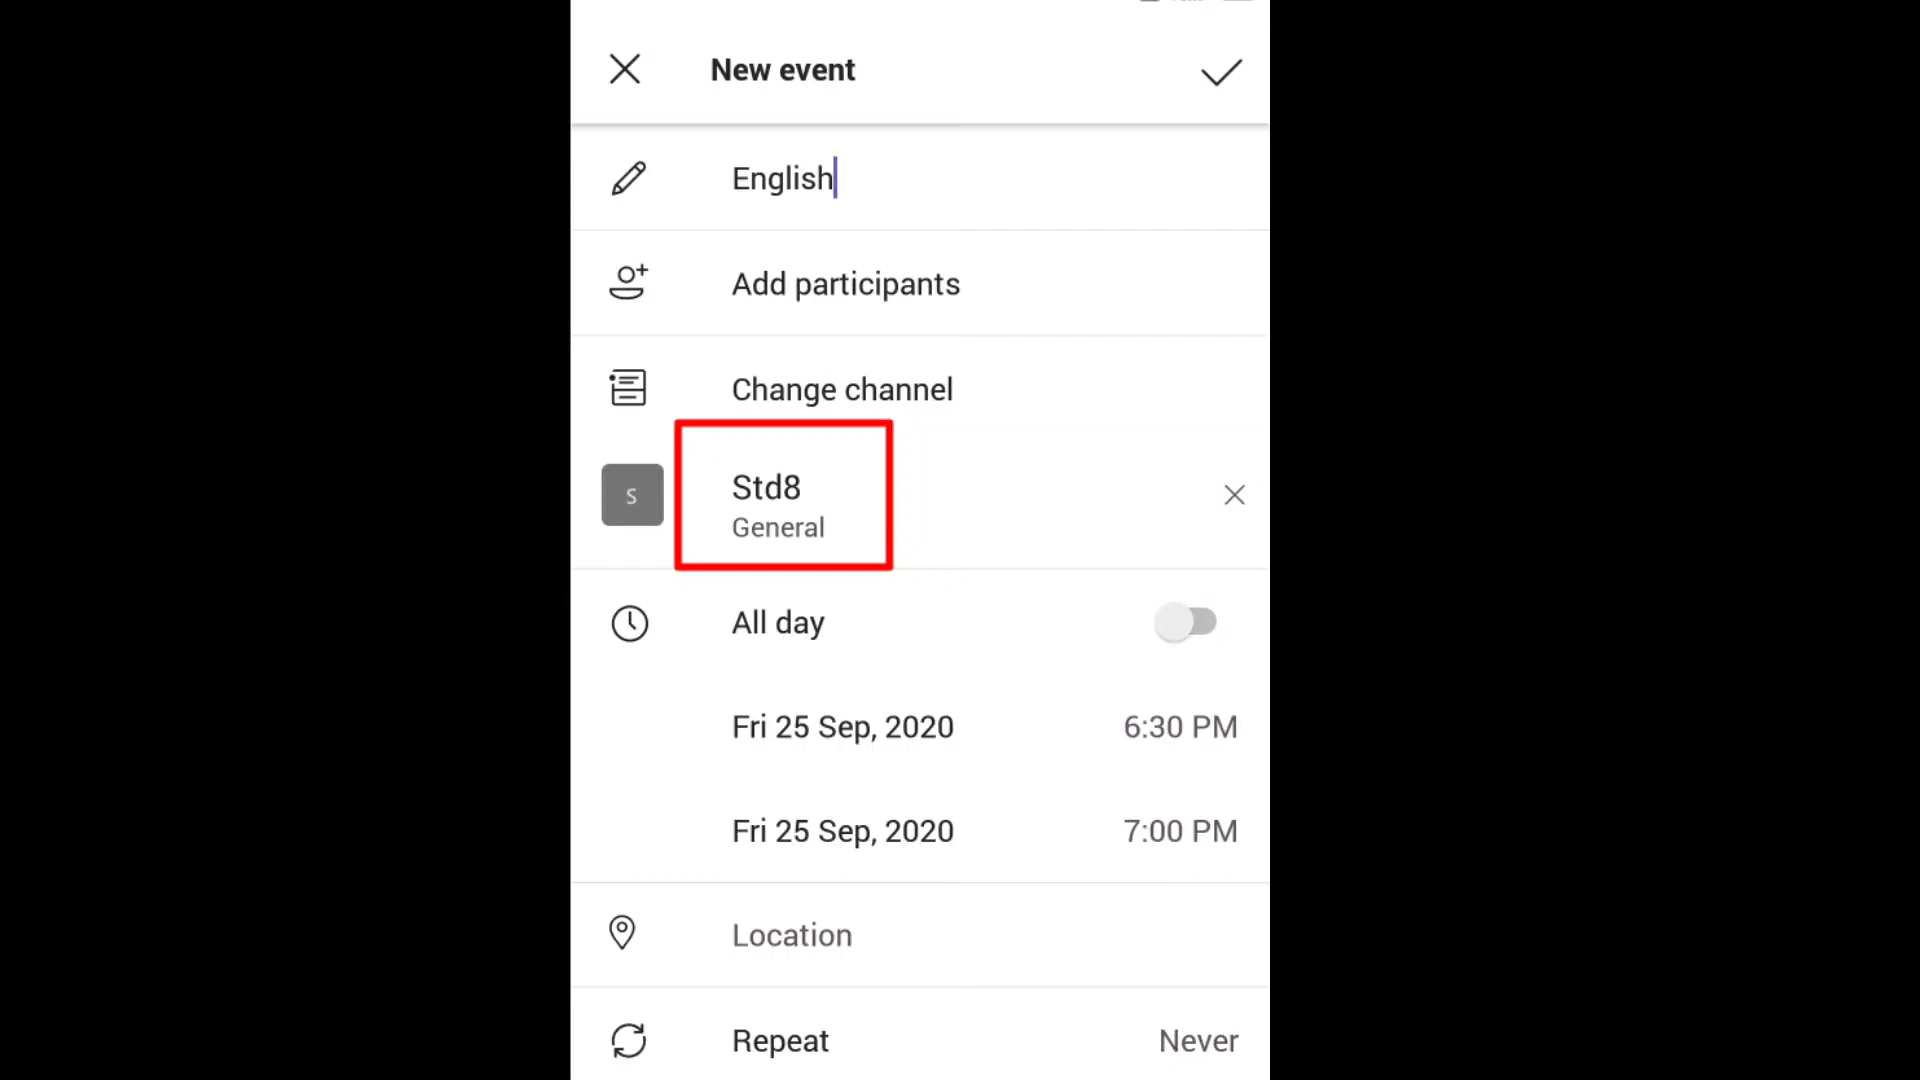 New event
English
Add participants
Change channel
S
Std8
General
All day
Fri 25 Sep, 2020 6:30 PM
Fri 25 Sep, 2020 7:00 PM
Location
Repeat Never